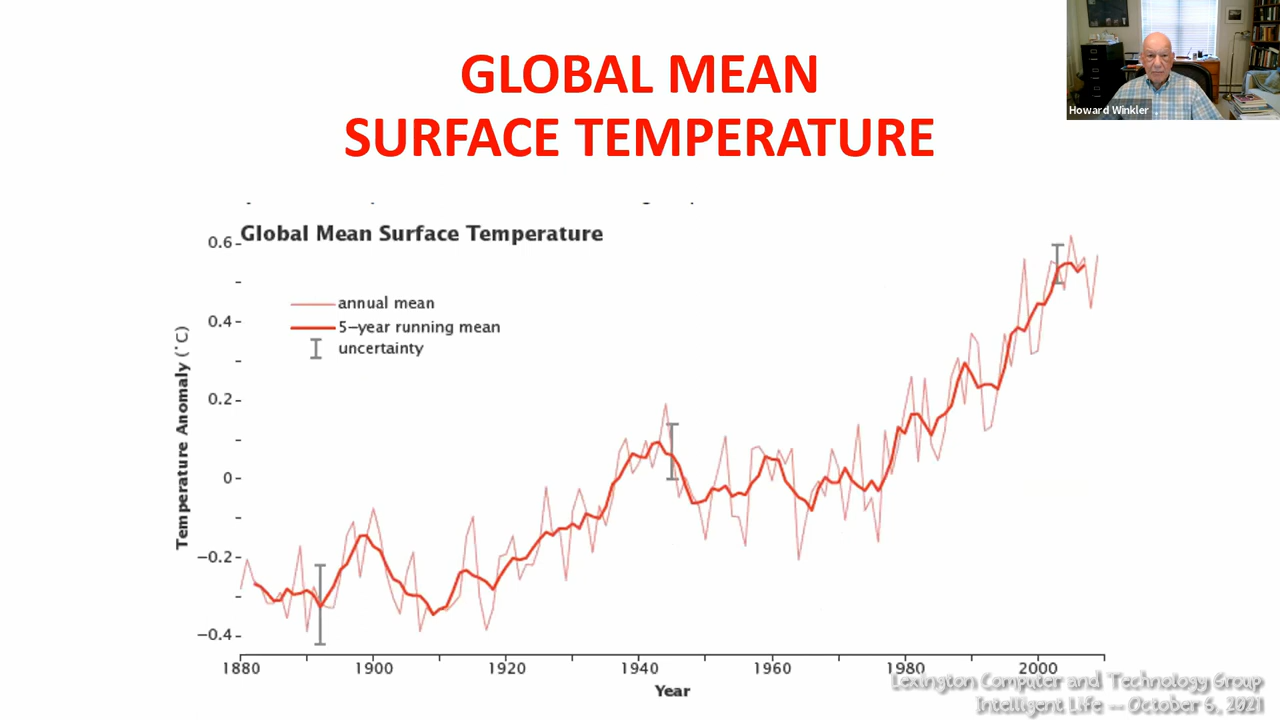 GLOBAL MEAN
SURFACE TEMPERATURE
Howard Winkler
Global Mean Surface Temperature
0.6
annual mean
5-year running mean
uncertainty
0.4
0.2
0
-0.2
-0.4
Temperature Anomaly (°C)
1880 1900 1920 1940 1960 1980 2000
Year
Lexington Computer and Technology Group
Intelligent Life -- October 6, 2021